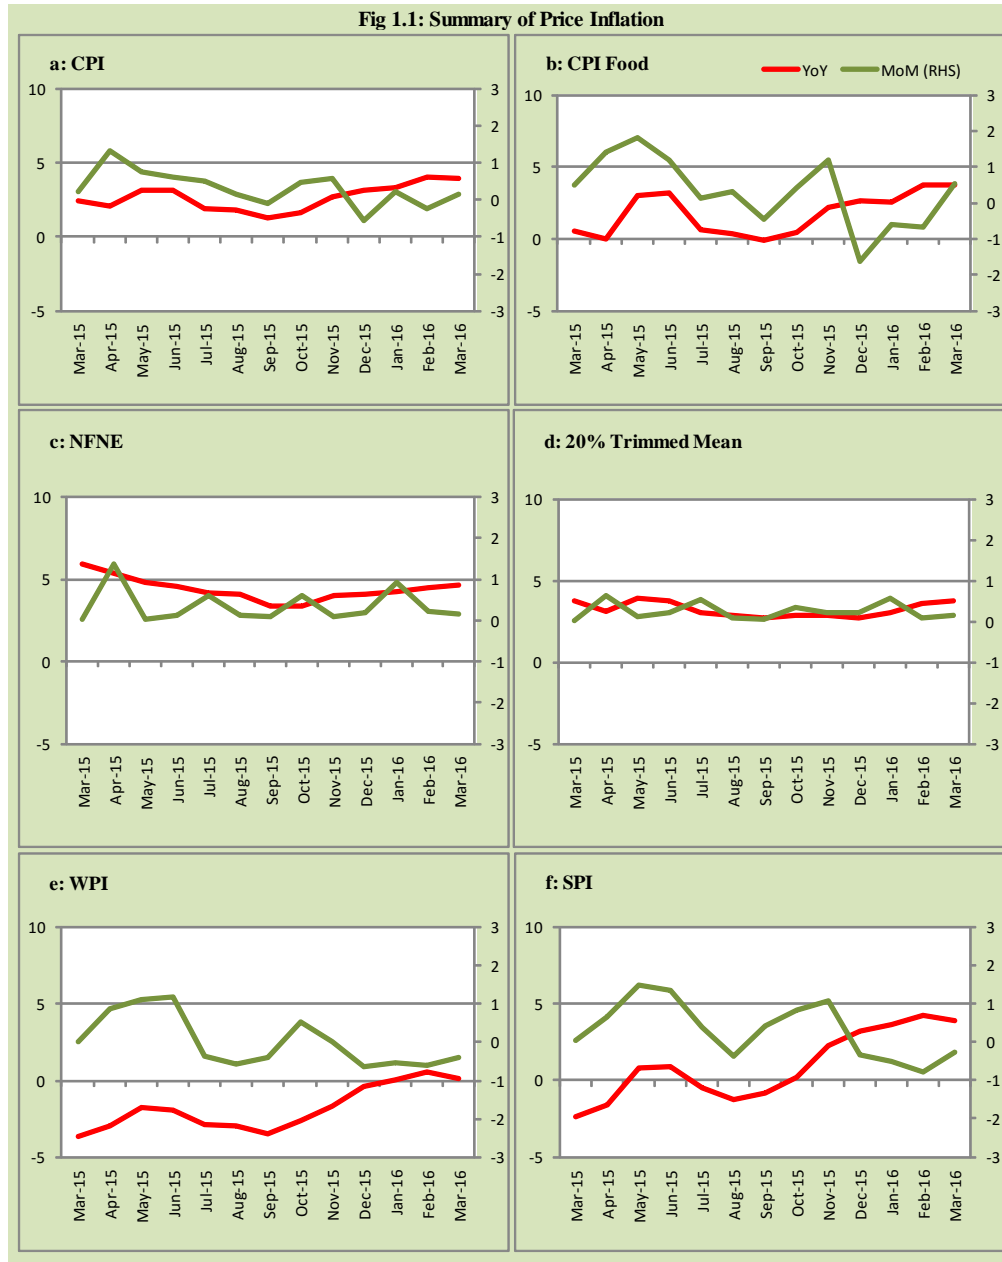 Fig 1.1: Summary of Price Inflation
a: CPI
10
5
0
-5
3
2
1
0
-1
-2
-3
Mar-15
Apr-15
May-15
Jun-15
Jul-15
Aug-15
Sep-15
Oct-15
Nov-15
Dec-15
Jan-16
Feb-16
Mar-16
b: CPI Food
YoY MoM (RHS)
10
5
0
-5
3
2
1
0
-1
-2
-3
Mar-15
Apr-15
May-15
Jun-15
Jul-15
Aug-15
Sep-15
Oct-15
Nov-15
Dec-15
Jan-16
Feb-16
Mar-16
c: NFNE
10
5
0
-5
3
2
1
0
-1
-2
-3
Mar-15
Apr-15
May-15
Jun-15
Jul-15
Aug-15
Sep-15
Oct-15
Nov-15
Dec-15
Jan-16
Feb-16
Mar-16
d: 20% Trimmed Mean
10
5
0
-5
3
2
1
0
-1
-2
-3
Mar-15
Apr-15
May-15
Jun-15
Jul-15
Aug-15
Sep-15
Oct-15
Nov-15
Dec-15
Jan-16
Feb-16
Mar-16
e: WPI
10
5
0
-5
3
2
1
0
-1
-2
-3
Mar-15
Apr-15
May-15
Jun-15
Jul-15
Aug-15
Sep-15
Oct-15
Nov-15
Dec-15
Jan-16
Feb-16
Mar-16
f: SPI
10
5
0
-5
3
2
1
0
-1
-2
-3
Mar-15
Apr-15
May-15
Jun-15
Jul-15
Aug-15
Sep-15
Oct-15
Nov-15
Dec-15
Jan-16
Feb-16
Mar-16